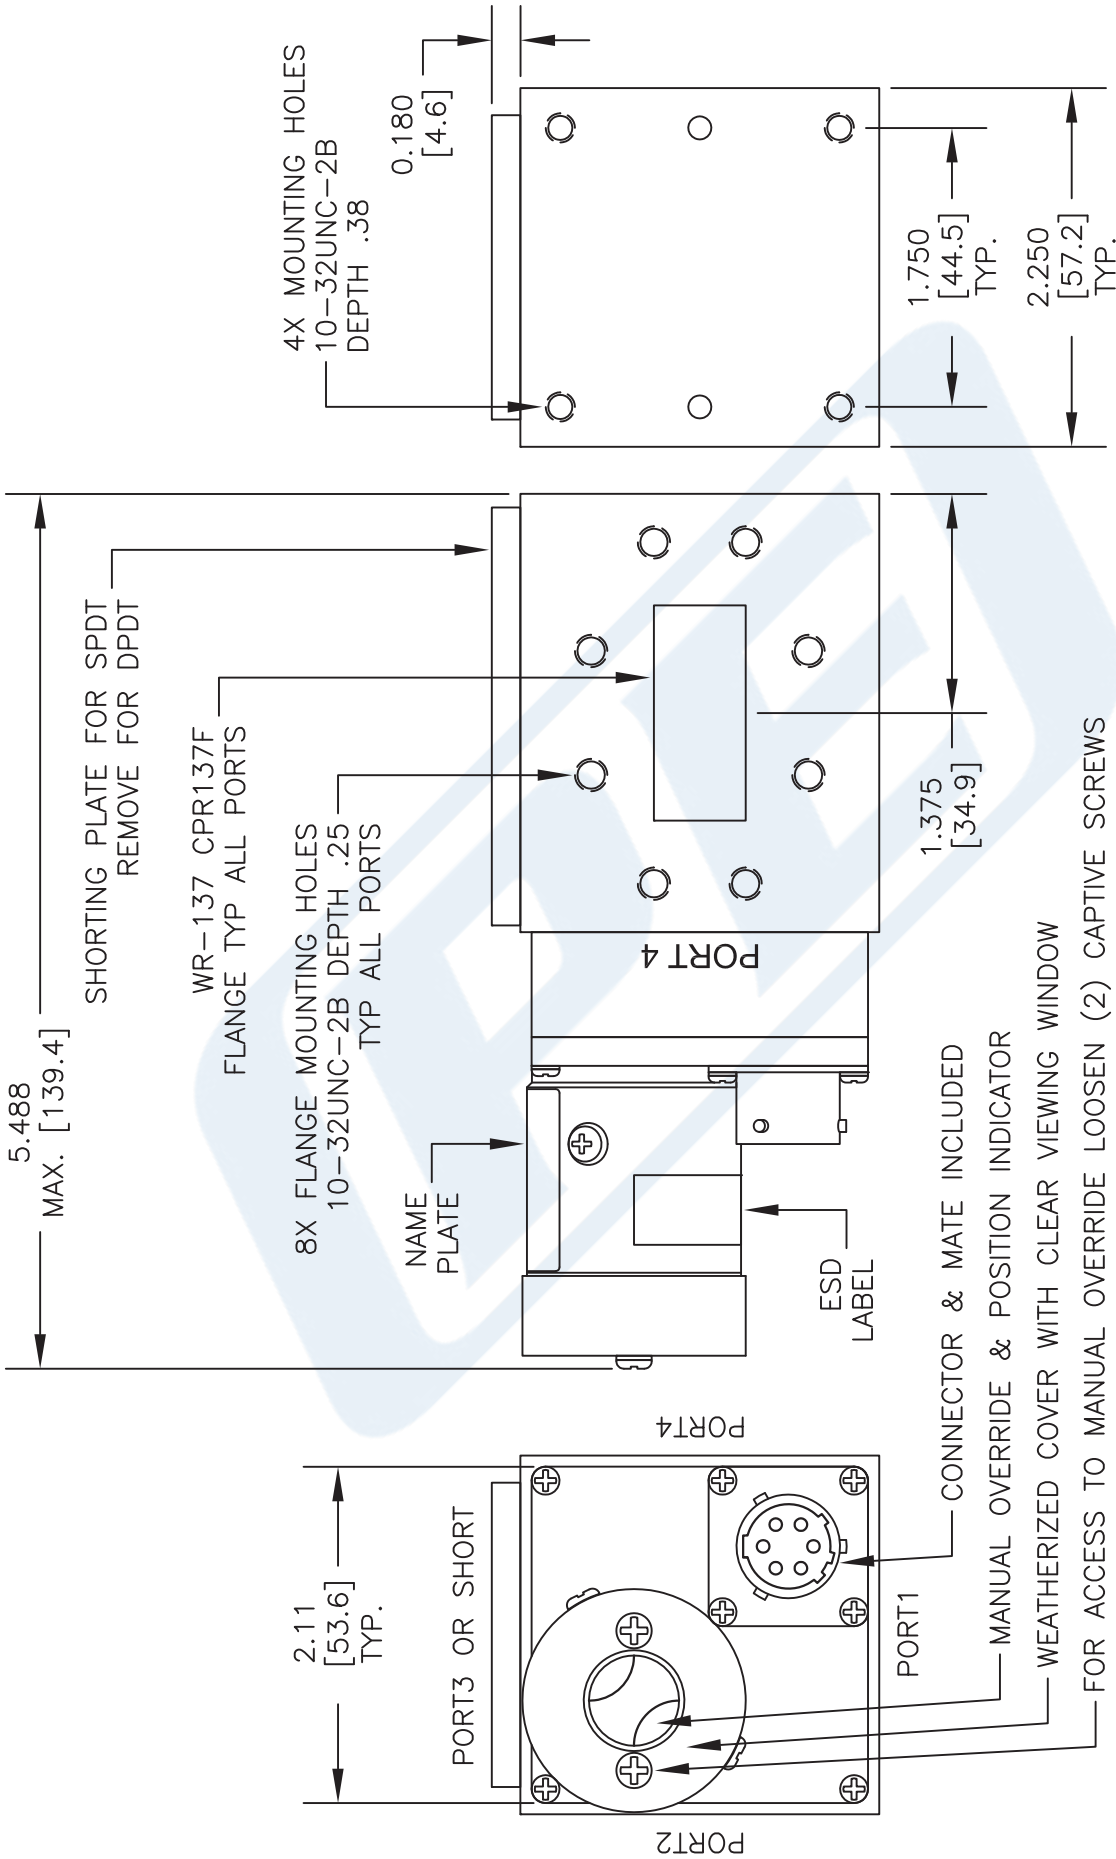 5.488
MAX. [139.4]
SHORTING PLATE FOR SPDT
REMOVE FOR DPDT
WR-137 CPR137F
FLANGE TYP ALL PORTS
8X FLANGE MOUNTING HOLES
10-32UNC-2B DEPTH .25
TYP ALL PORTS
NAME
PLATE
ESD
LABEL
PORT 4
1.375
[34.9]
4X MOUNTING HOLES
10-32UNC-2B
DEPTH .38
0.180
[4.6]
1.750
[44.5]
TYP.
2.250
[57.2]
TYP.
2.11
[53.6]
TYP.
PORT3 OR SHORT
PORT2
PORT4
PORT1
CONNECTOR & MATE INCLUDED
MANUAL OVERRIDE & POSITION INDICATOR
WEATHERIZED COVER WITH CLEAR VIEWING WINDOW
FOR ACCESS TO MANUAL OVERRIDE LOOSEN (2) CAPTIVE SCREWS
PE